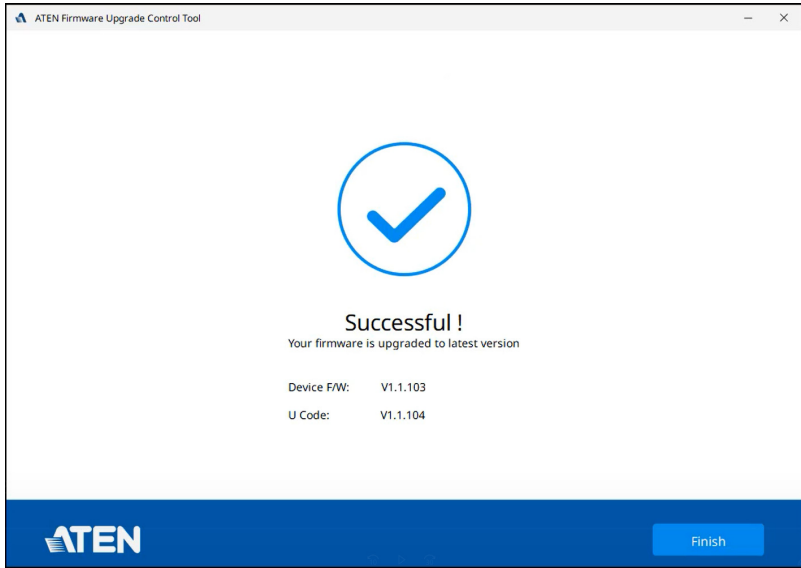 ATEN Firmware Upgrade Control Tool
Successful !
Your firmware is upgraded to latest version
Device F/W: V1.1.103
U Code: V1.1.104
ATEN
Finish